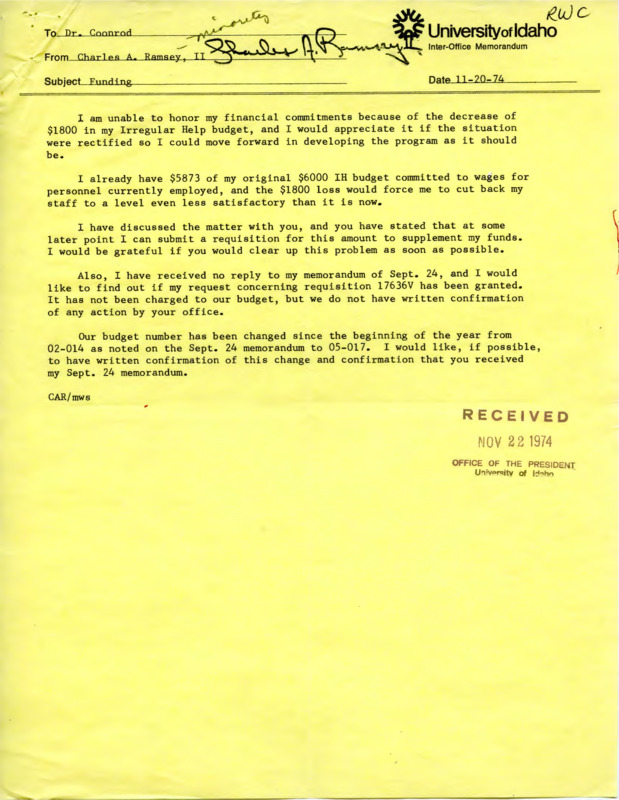 RWC
minority
To Dr. Coonrod
University of Idaho
Inter-Office Memorandum
From Charles A. Ramsey, II Charles A. Ramsey II
Subject Funding
Date 11-20-74
I am unable to honor my financial commitments because of the decrease of
$1800 in my Irregular Help budget, and I would appreciate it if the situation
were rectified so I could move forward in developing the program as it should
be.
I already have $5873 of my original $6000 IH budget committed to wages for
personnel currently employed, and the $1800 loss would force me to cut back my
staff to a level even less satisfactory than it is now.
I have discussed the matter with you, and you have stated that at some
later point I can submit a requisition for this amount to supplement my funds.
I would be grateful if you would clear up this problem as soon as possible.
Also, I have received no reply to my memorandum of Sept. 24, and I would
like to find out if my request concerning requisition 17636V has been granted.
It has not been charged to our budget, but we do not have written confirmation
of any action by your office.
Our budget number has been changed since the beginning of the year from
02-014 as noted on the Sept. 24 memorandum to 05-017. I would like, if possible,
to have written confirmation of this change and confirmation that you received
my Sept. 24 memorandum.
CAR/mws
RECEIVED
NOV 22 1974
OFFICE OF THE PRESIDENT
University of Idaho